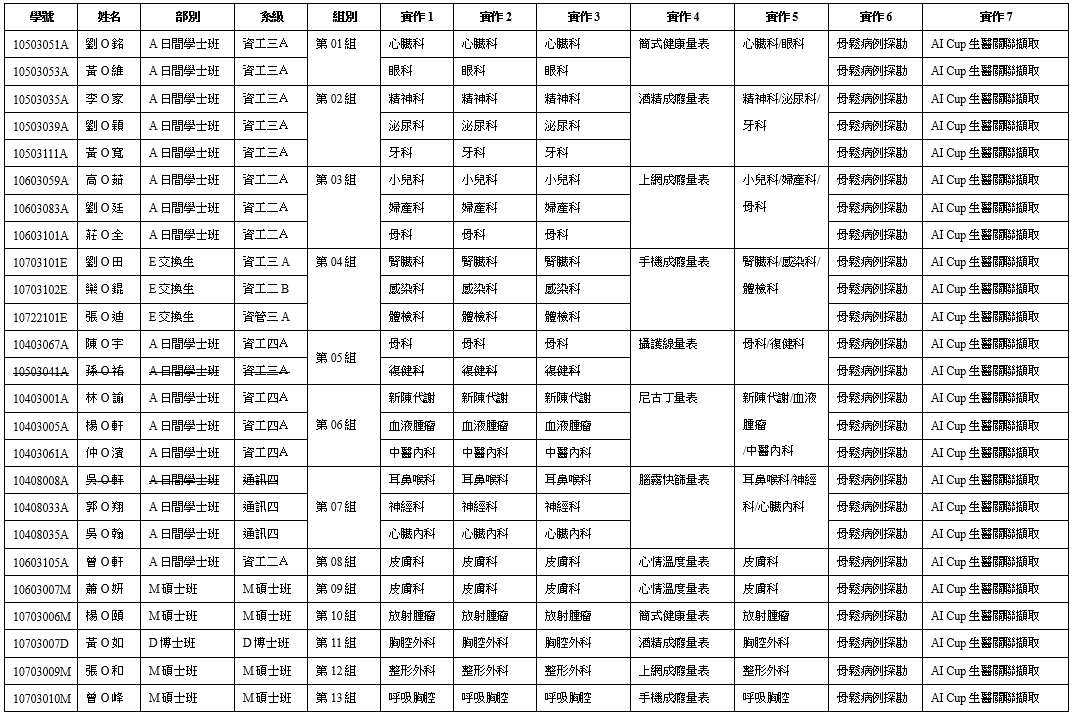 學號 姓名 部別 系級 組別 實作 1 實作 2 實作 3 實作 4 實作 5 實作 6 實作 7
10503051A 劉 O 銘 A 日間學士班 資工三A 第 01 組 心臟科 心臟科 心臟科 簡式健康量表 心臟科/眼科 骨鬆病例探勘 AI Cup 生醫關聯擷取
10503053A 黃 O 維 A 日間學士班 資工三A 眼科 眼科 眼科 骨鬆病例探勘 AI Cup 生醫關聯擷取
10503035A 李 O 家 A 日間學士班 資工三A 第 02 組 精神科 精神科 精神科 酒精成癮量表 精神科/泌尿科/ 骨鬆病例探勘 AI Cup 生醫關聯擷取
10503039A 劉 O 穎 A 日間學士班 資工三A 泌尿科 泌尿科 泌尿科 牙科 骨鬆病例探勘 AI Cup 生醫關聯擷取
10503111A 黃 O 寬 A 日間學士班 資工三A 牙科 牙科 牙科 骨鬆病例探勘 AI Cup 生醫關聯擷取
10603059A 高 O 茹 A 日間學士班 資工二A 第 03 組 小兒科 小兒科 小兒科 上網成癮量表 小兒科/婦產科/ 骨鬆病例探勘 AI Cup 生醫關聯擷取
10603083A 劉 O 廷 A 日間學士班 資工二A 婦產科 婦產科 婦產科 骨科 骨鬆病例探勘 AI Cup 生醫關聯擷取
10603101A 莊 O 全 A 日間學士班 資工二A 骨科 骨科 骨科 骨鬆病例探勘 AI Cup 生醫關聯擷取
10703101E 劉 O 田 E 交換生 資工三 A 第 04 組 腎臟科 腎臟科 腎臟科 手機成癮量表 腎臟科/感染科/ 骨鬆病例探勘 AI Cup 生醫關聯擷取
10703102E 欒 O 錕 E 交換生 資工二 B 感染科 感染科 感染科 體檢科 骨鬆病例探勘 AI Cup 生醫關聯擷取
10722101E 張 O 迪 E 交換生 資管三 A 體檢科 體檢科 體檢科 骨鬆病例探勘 AI Cup 生醫關聯擷取
10403067A 陳 O 宇 A 日間學士班 資工四A 第 05 組 骨科 骨科 骨科 攝護線量表 骨科/復健科 骨鬆病例探勘 AI Cup 生醫關聯擷取
10503041A 孫 O 祐 A 日間學士班 資工三A 復健科 復健科 復健科 骨鬆病例探勘 AI Cup 生醫關聯擷取
10403001A 林 O 諭 A 日間學士班 資工四A 第 06 組 新陳代謝 新陳代謝 新陳代謝 尼古丁量表 新陳代謝/血液 骨鬆病例探勘 AI Cup 生醫關聯擷取
10403005A 楊 O 軒 A 日間學士班 資工四A 血液腫瘤 血液腫瘤 血液腫瘤 腫瘤 骨鬆病例探勘 AI Cup 生醫關聯擷取
10403061A 仲 O 濱 A 日間學士班 資工四A 中醫內科 中醫內科 中醫內科 /中醫內科 骨鬆病例探勘 AI Cup 生醫關聯擷取
10408008A 吳 O 軒 A 日間學士班 通訊四 第 07 組 耳鼻喉科 耳鼻喉科 耳鼻喉科 腦霧快篩量表 耳鼻喉科/神經 骨鬆病例探勘 AI Cup 生醫關聯擷取
10408033A 郭 O 翔 A 日間學士班 通訊四 神經科 神經科 神經科 科/心臟內科 骨鬆病例探勘 AI Cup 生醫關聯擷取
10408035A 吳 O 翰 A 日間學士班 通訊四 心臟內科 心臟內科 心臟內科 骨鬆病例探勘 AI Cup 生醫關聯擷取
10603105A 曾 O 軒 A 日間學士班 資工二A 第 08 組 皮膚科 皮膚科 皮膚科 心情溫度量表 皮膚科 骨鬆病例探勘 AI Cup 生醫關聯擷取
10603007M 蕭 O 妍 M 碩士班 M 碩士班 第 09 組 皮膚科 皮膚科 皮膚科 心情溫度量表 皮膚科 骨鬆病例探勘 AI Cup 生醫關聯擷取
10703006M 楊 O 頤 M 碩士班 M 碩士班 第 10 組 放射腫瘤 放射腫瘤 放射腫瘤 簡式健康量表 放射腫瘤 骨鬆病例探勘 AI Cup 生醫關聯擷取
10703007D 黃 O 如 D 博士班 D 博士班 第 11 組 胸腔外科 胸腔外科 胸腔外科 酒精成癮量表 胸腔外科 骨鬆病例探勘 AI Cup 生醫關聯擷取
10703009M 張 O 和 M 碩士班 M 碩士班 第 12 組 整形外科 整形外科 整形外科 上網成癮量表 整形外科 骨鬆病例探勘 AI Cup 生醫關聯擷取
10703010M 曾 O 峰 M 碩士班 M 碩士班 第 13 組 呼吸胸腔 呼吸胸腔 呼吸胸腔 手機成癮量表 呼吸胸腔 骨鬆病例探勘 AI Cup 生醫關聯擷取